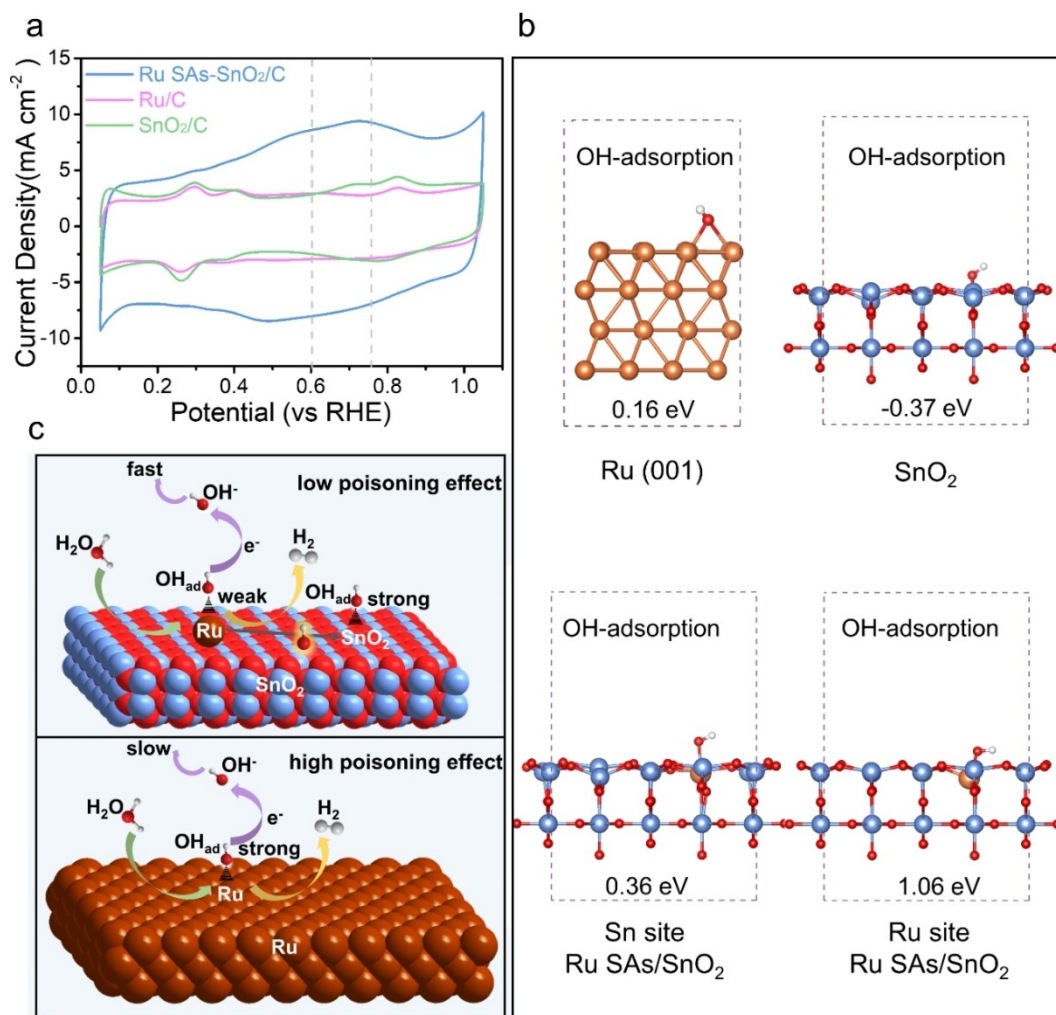 a
Current Density(mA cm⁻²)
15
10
5
0
-5
-10
Ru SAs-SnO₂/C
Ru/C
SnO₂/C
0.0 0.2 0.4 0.6 0.8 1.0
Potential (vs RHE)
b
OH-adsorption
0.16 eV
Ru (001)
OH-adsorption
-0.37 eV
SnO₂
OH-adsorption
0.36 eV
Sn site
Ru SAs/SnO₂
OH-adsorption
1.06 eV
Ru site
Ru SAs/SnO₂
c
fast
low poisoning effect
OH⁻
H₂O
e⁻
H₂
OHad
weak
OHad
strong
Ru
SnO₂
SnO₂
slow
high poisoning effect
OH⁻
H₂O
e⁻
H₂
OHad
strong
Ru
Ru